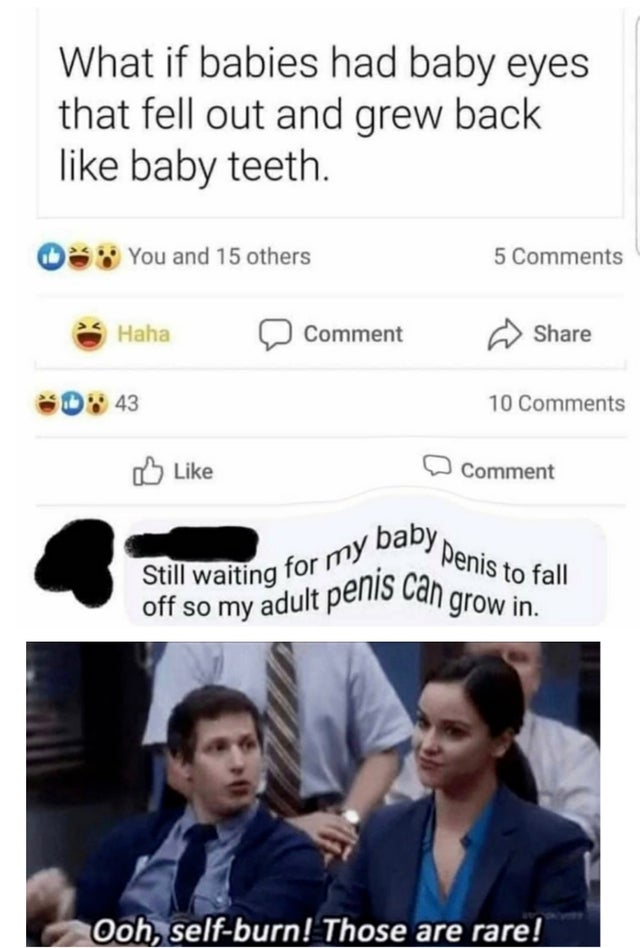 What if babies had baby eyes
that fell out and grew back
like baby teeth.
You and 15 others 5 Comments
Haha Comment Share
43 10 Comments
Like Comment
Still waiting for my baby penis to fall
off so my adult penis can grow in.
Ooh, self-burn! Those are rare!